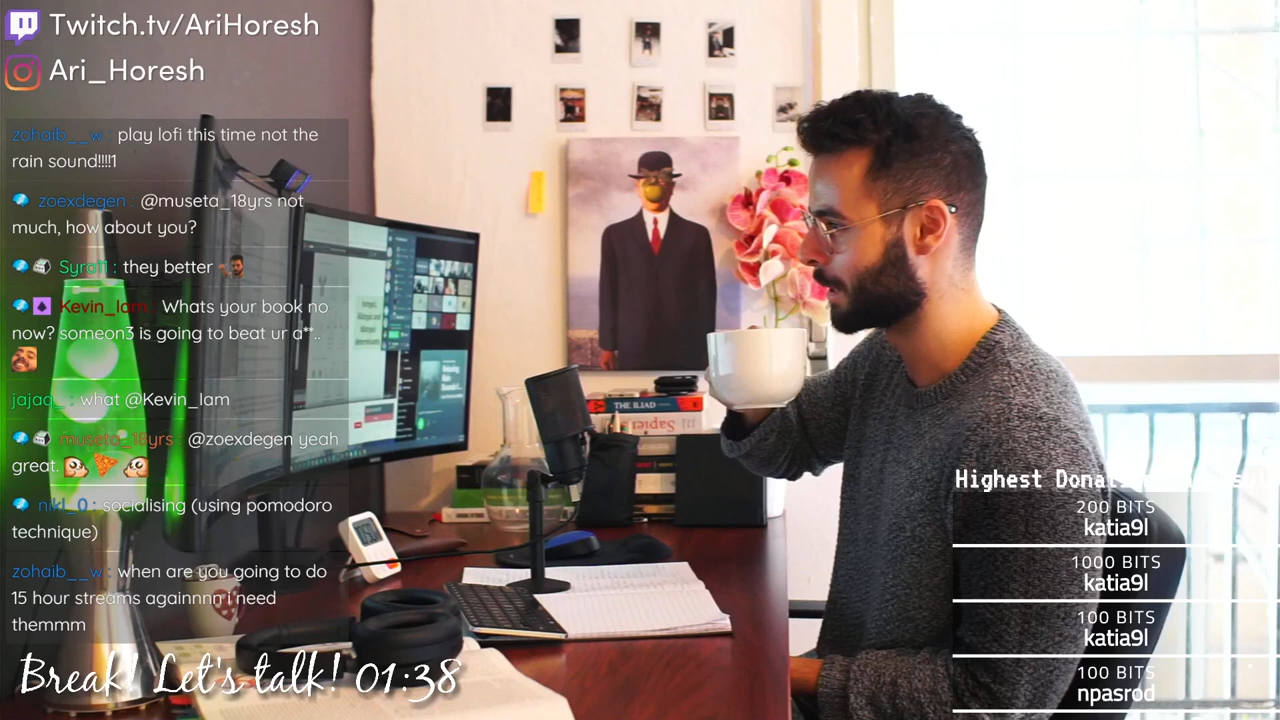 Twitch.tv/AriHoresh
Ari_Horesh
zohaib__w : play lofi this time not the
rain sound!!!!1
zoexdegen : @museta_18yrs not
much, how about you?
: they better
Kevin_lam : Whats your book no
now? someon3 is going to beat ur a**..
jajaq_ : what @Kevin_lam
museta_18yrs @zoexdegen yeah
great.
nikl_0 : socialising (using pomodoro
technique)
zohaib__w : when are you going to do
15 hour streams againnnn i need
themmm
Break! Let's talk! 01:38
THE ILIAD
Sapiens
Highest
200 BITS
katia9l
1000 BITS
katia9l
100 BITS
katia9l
100 BITS
npasrod